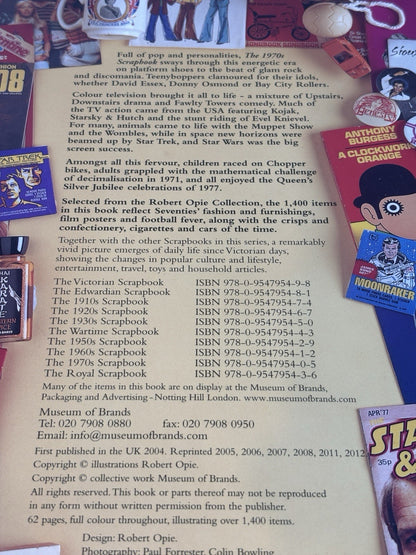 Full of pop and personalities, The 1970s
Scrapbook sways through this energetic era
on platform shoes to the beat of glam rock
and discomania. Teenyboppers clamoured for their idols,
whether David Essex, Donny Osmond or Bay City Rollers.
Colour television brought it all to life - a mixture of Upstairs,
Downstairs drama and Fawlty Towers comedy. Much of
the TV action came from the USA featuring Kojak,
Starsky & Hutch and the stunt riding of Evel Knievel.
For many, animals came to life with the Muppet Show
and the Wombles, while in space new horizons were
beamed up by Star Trek, and Star Wars was the big
screen success.
Amongst all this fervour, children raced on Chopper
bikes, adults grappled with the mathematical challenge
of decimalisation in 1971, and all enjoyed the Queen's
Silver Jubilee celebrations of 1977.
Selected from the Robert Opie Collection, the 1,400 items
in this book reflect Seventies' fashion and furnishings,
film posters and football fever, along with the crisps and
confectionery, cigarettes and cars of the time.
Together with the other Scrapbooks in this series, a remarkably
vivid picture emerges of daily life since Victorian days,
showing the changes in popular culture and lifestyle,
entertainment, travel, toys and household articles.
The Victorian Scrapbook ISBN 978-0-9547954-9-8
The Edwardian Scrapbook ISBN 978-0-9547954-8-1
The 1910s Scrapbook ISBN 978-0-9547954-7-4
The 1920s Scrapbook ISBN 978-0-9547954-6-7
The 1930s Scrapbook ISBN 978-0-9547954-5-0
The Wartime Scrapbook ISBN 978-0-9547954-4-3
The 1950s Scrapbook ISBN 978-0-9547954-2-9
The 1960s Scrapbook ISBN 978-0-9547954-1-2
The 1970s Scrapbook ISBN 978-0-9547954-0-5
The Royal Scrapbook ISBN 978-0-9547954-3-6
Many of the items in this book are on display at the Museum of Brands,
Packaging and Advertising - Notting Hill London. www.museumofbrands.com
Museum of Brands
Tel: 020 7908 0880 fax: 020 7908 0950
Email: info@museumofbrands.com
First published in the UK 2004. Reprinted 2005, 2006, 2007, 2008, 2011, 2012
Copyright © illustrations Robert Opie.
Copyright © collective work Museum of Brands.
All rights reserved. This book or parts thereof may not be reproduced
in any form without written permission from the publisher.
62 pages, full colour throughout, illustrating over 1,400 items.
Design: Robert Opie.
Photography: Paul Forrester, Colin Bowling
ANTHONY
BURGESS
A CLOCKWORK
ORANGE
MOONRAKER
APR '77
35p
STAR
&
STAR TREK
KARATE